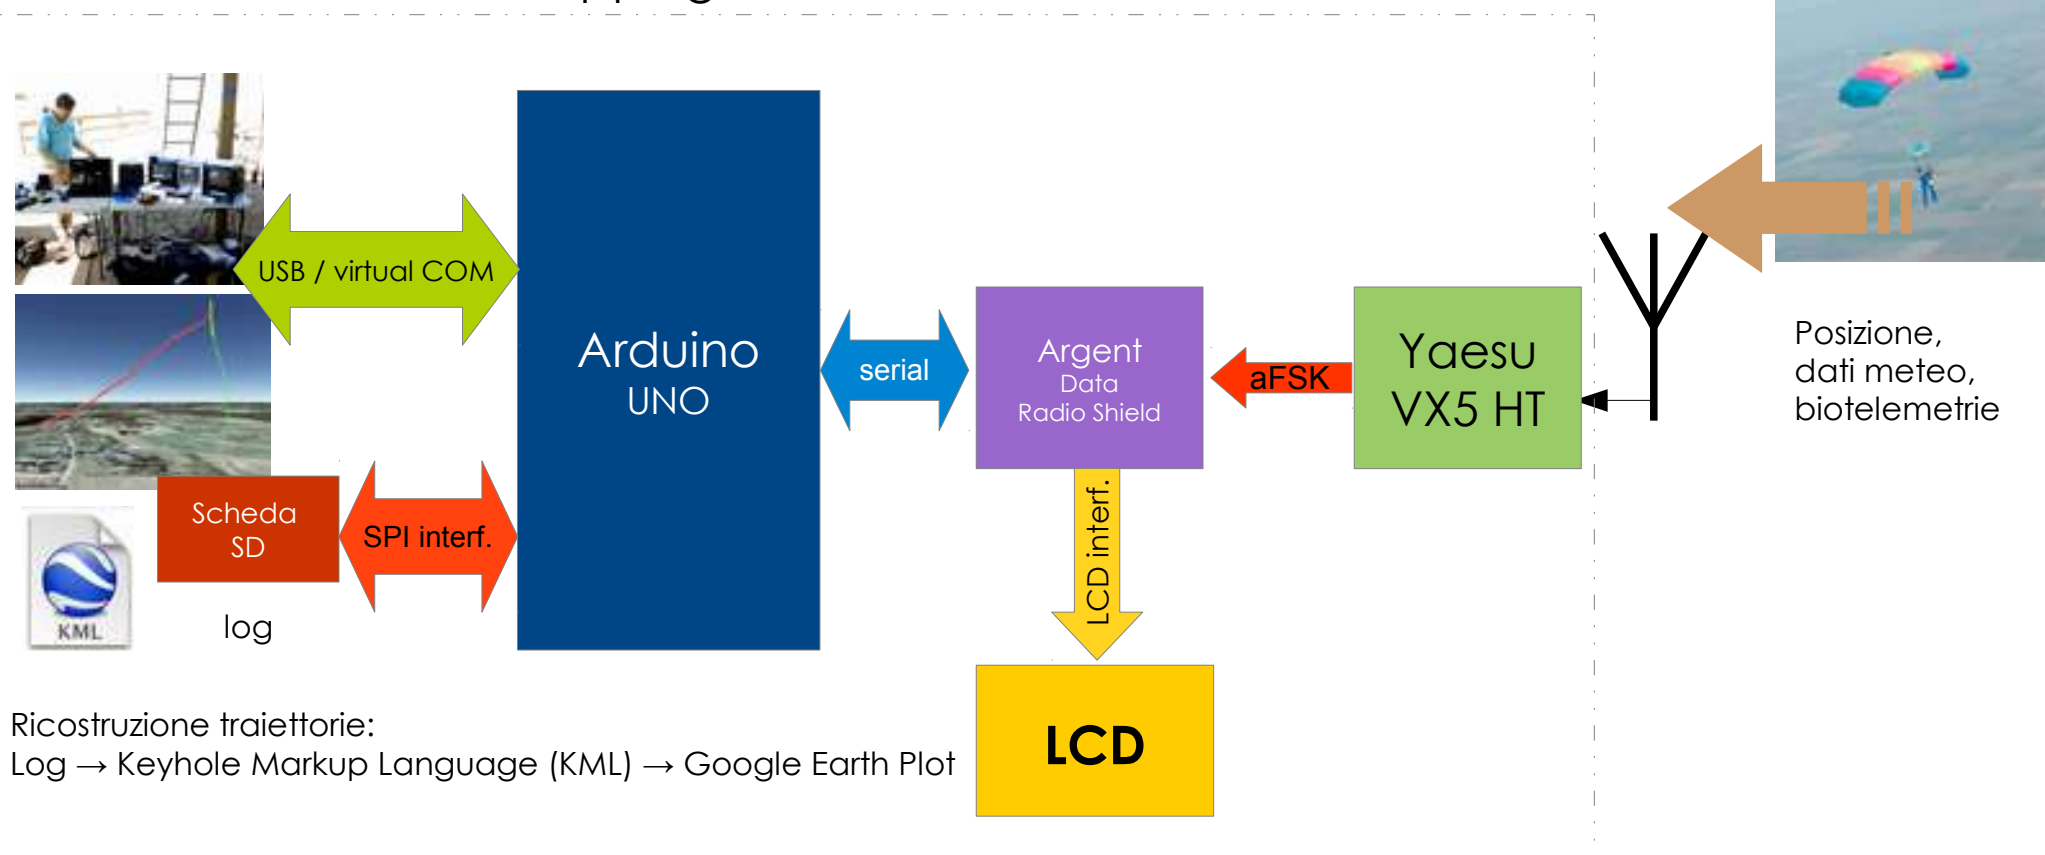 USB / virtual COM
Arduino
UNO
serial
Argent
Data
Radio Shield
aFSK
Yaesu
VX5 HT
Posizione,
dati meteo,
biotelemetrie
Scheda
SD
SPI interf.
LCD interf.
KML
log
LCD
Ricostruzione traiettorie:
Log → Keyhole Markup Language (KML) → Google Earth Plot